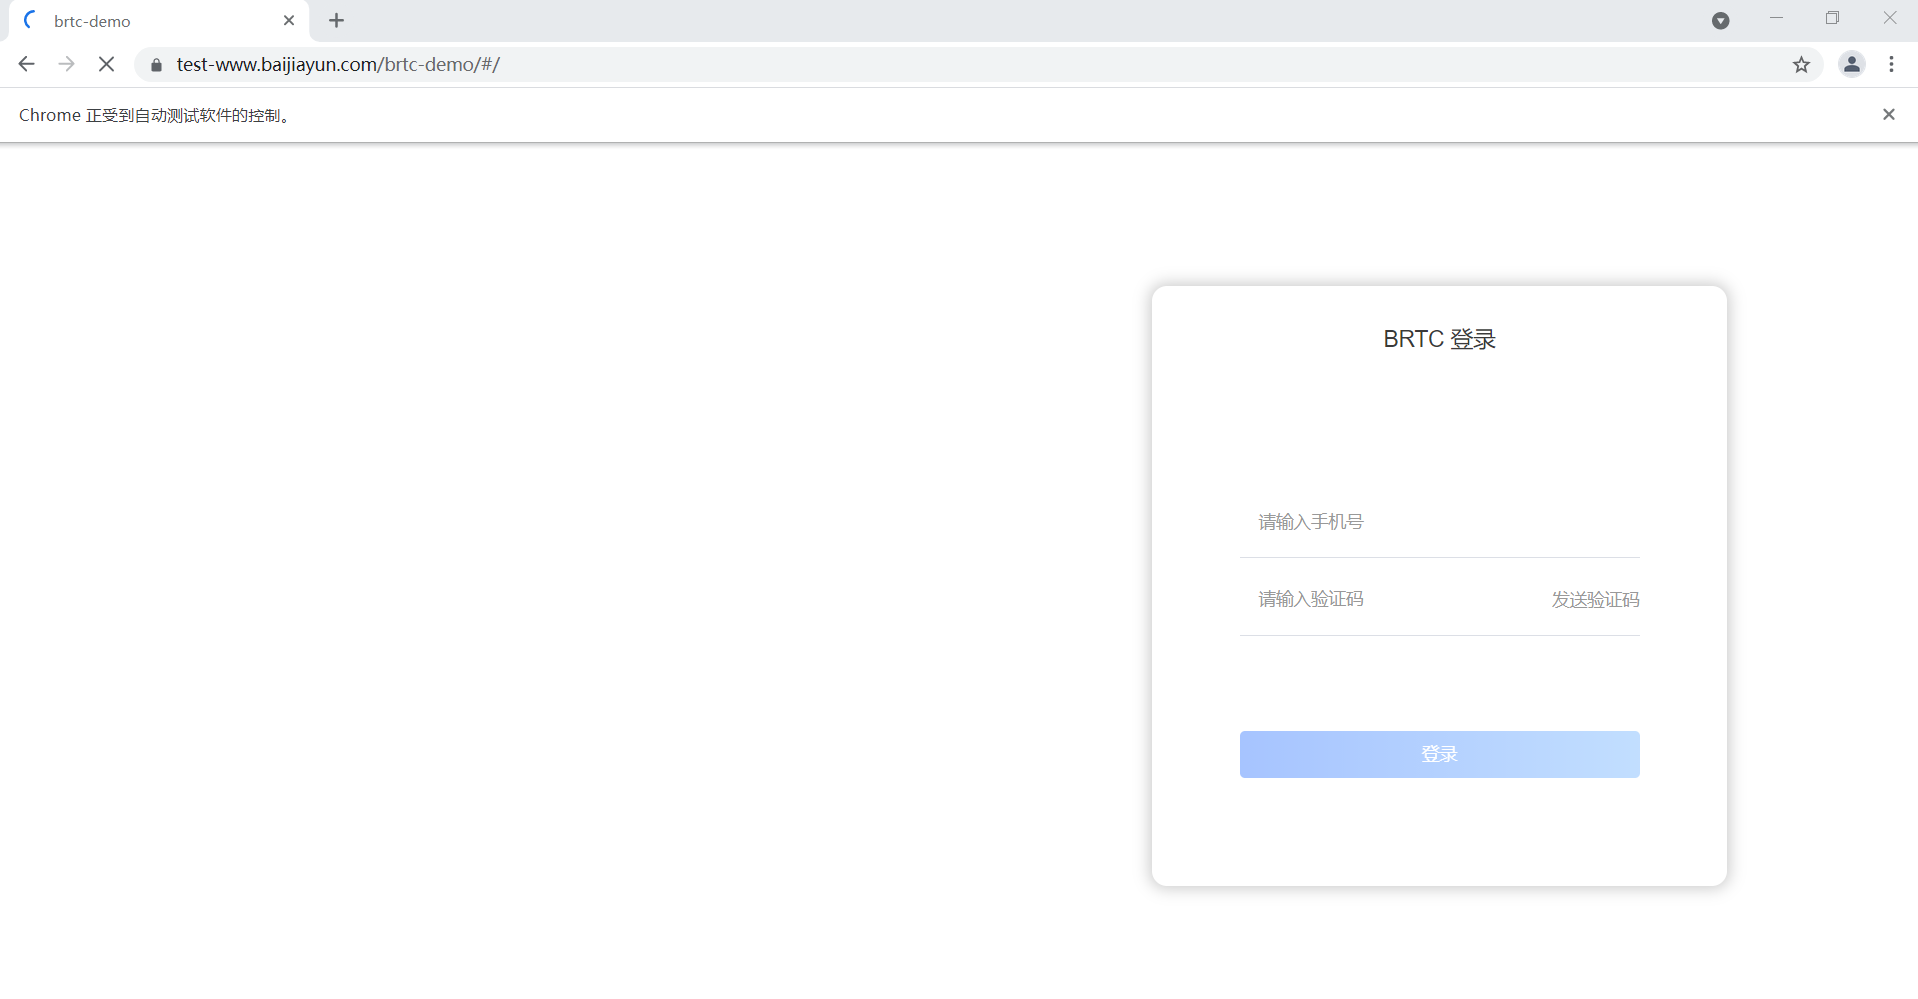 brtc-demo
test-www.baijiayun.com/brtc-demo/#/
Chrome 正受到自动测试软件的控制。
BRTC 登录
请输入手机号
请输入验证码 发送验证码
登录